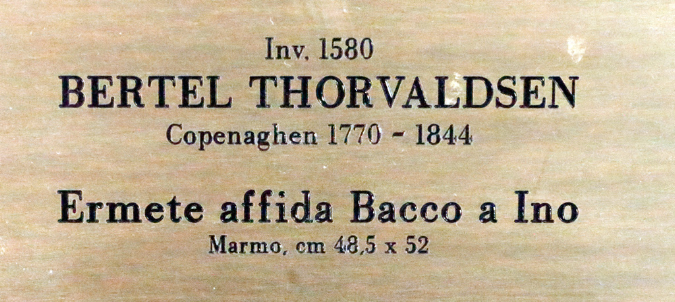 Inv. 1580
BERTEL THORVALDSEN
Copenaghen 1770 - 1844
Ermete affida Bacco a Ino
Marmo, cm 48,5 x 52